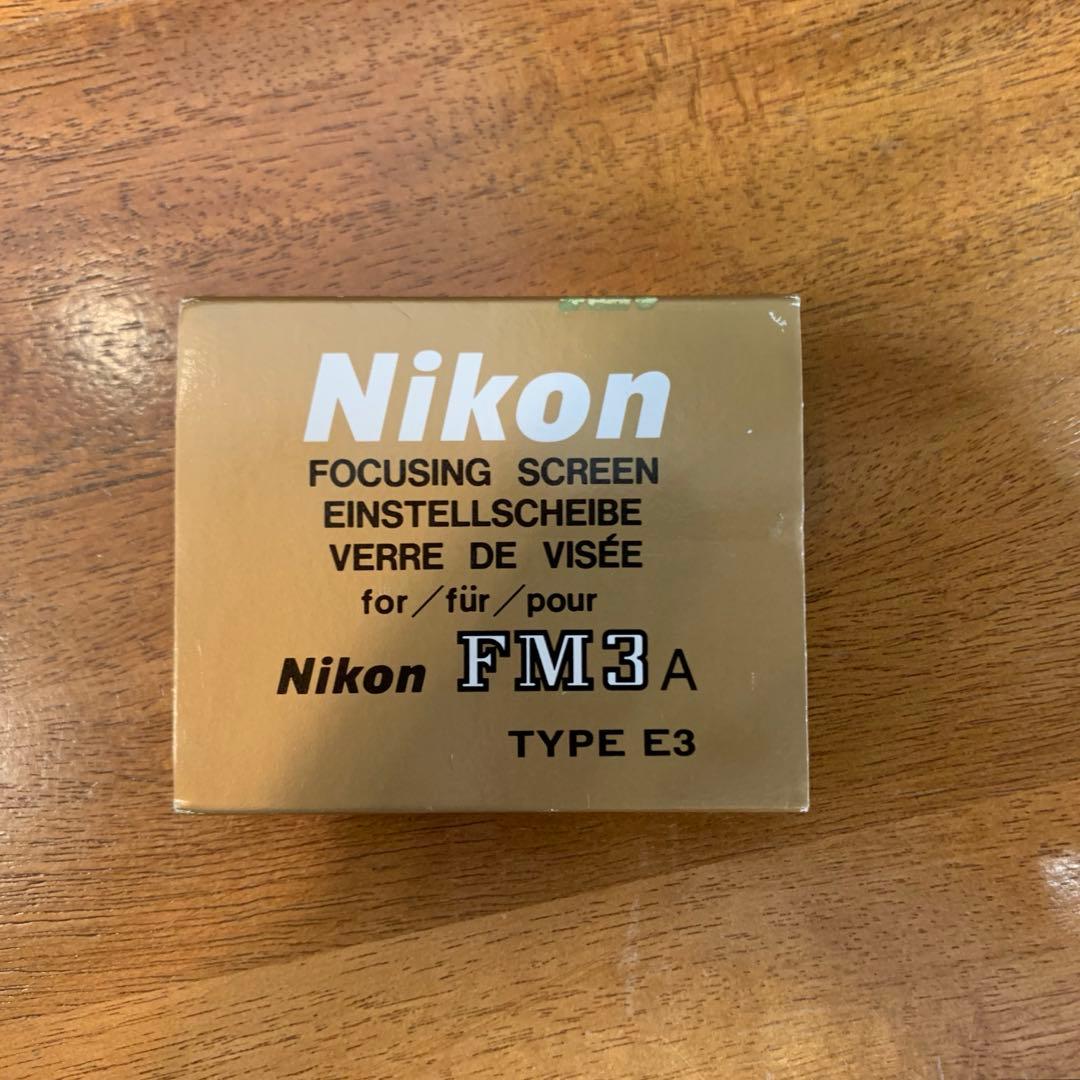 Nikon
FOCUSING SCREEN
EINSTELLSCHEIBE
VERRE DE VISÉE
for/für/pour
Nikon FM3A
TYPE E3